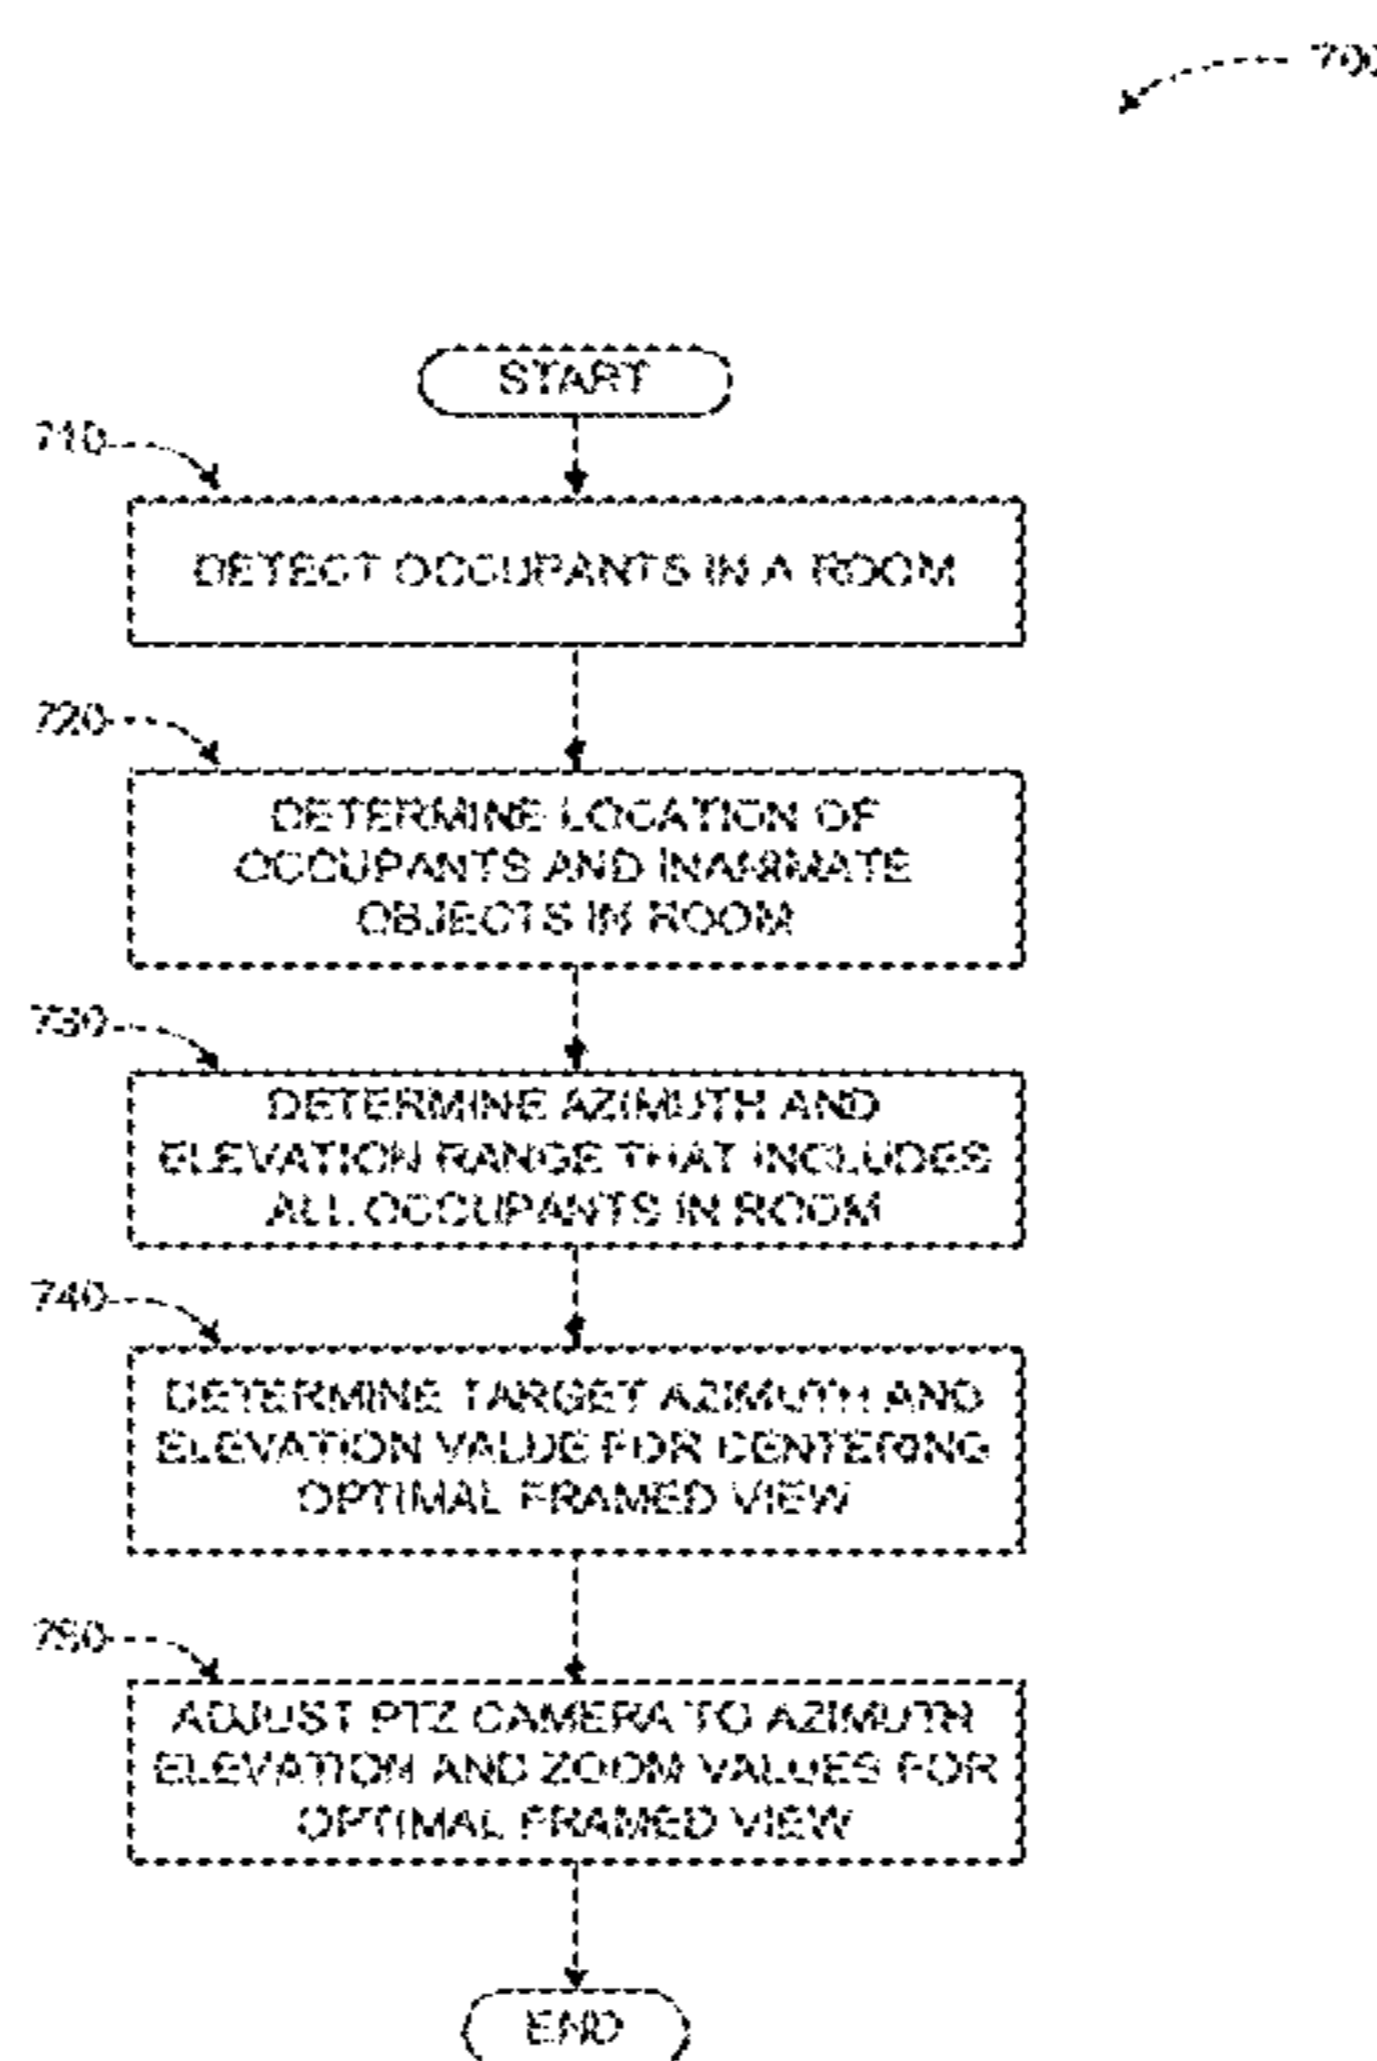 700
START
710
DETECT OCCUPANTS IN A ROOM
720
DETERMINE LOCATION OF
OCCUPANTS AND INANIMATE
OBJECTS IN ROOM
730
DETERMINE AZIMUTH AND
ELEVATION RANGE THAT INCLUDES
ALL OCCUPANTS IN ROOM
740
DETERMINE TARGET AZIMUTH AND
ELEVATION VALUE FOR CENTERING
OPTIMAL FRAMED VIEW
750
ADJUST PTZ CAMERA TO AZIMUTH
ELEVATION AND ZOOM VALUES FOR
OPTIMAL FRAMED VIEW
END